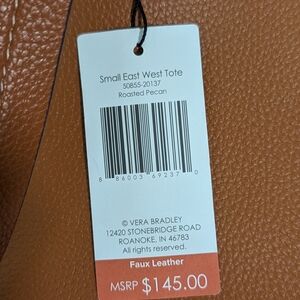 Small East West Tote
50855-20137
Roasted Pecan
8 86003 69237 0
© VERA BRADLEY
12420 STONEBRIDGE ROAD
ROANOKE, IN 46783
All rights reserved.
Faux Leather
MSRP $145.00